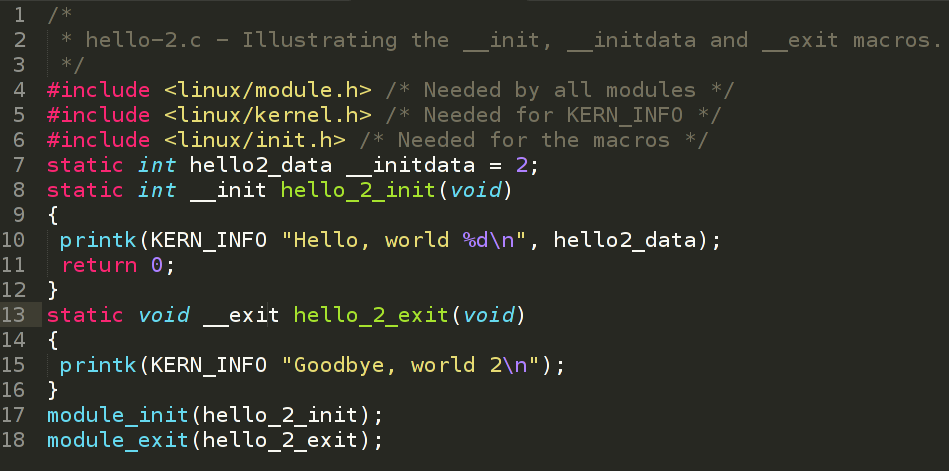 1 /*
2  * hello-2.c - Illustrating the __init, __initdata and __exit macros.
3  */
4 #include <linux/module.h> /* Needed by all modules */
5 #include <linux/kernel.h> /* Needed for KERN_INFO */
6 #include <linux/init.h> /* Needed for the macros */
7 static int hello2_data __initdata = 2;
8 static int __init hello_2_init(void)
9 {
10  printk(KERN_INFO "Hello, world %d\n", hello2_data);
11  return 0;
12 }
13 static void __exit hello_2_exit(void)
14 {
15  printk(KERN_INFO "Goodbye, world 2\n");
16 }
17 module_init(hello_2_init);
18 module_exit(hello_2_exit);